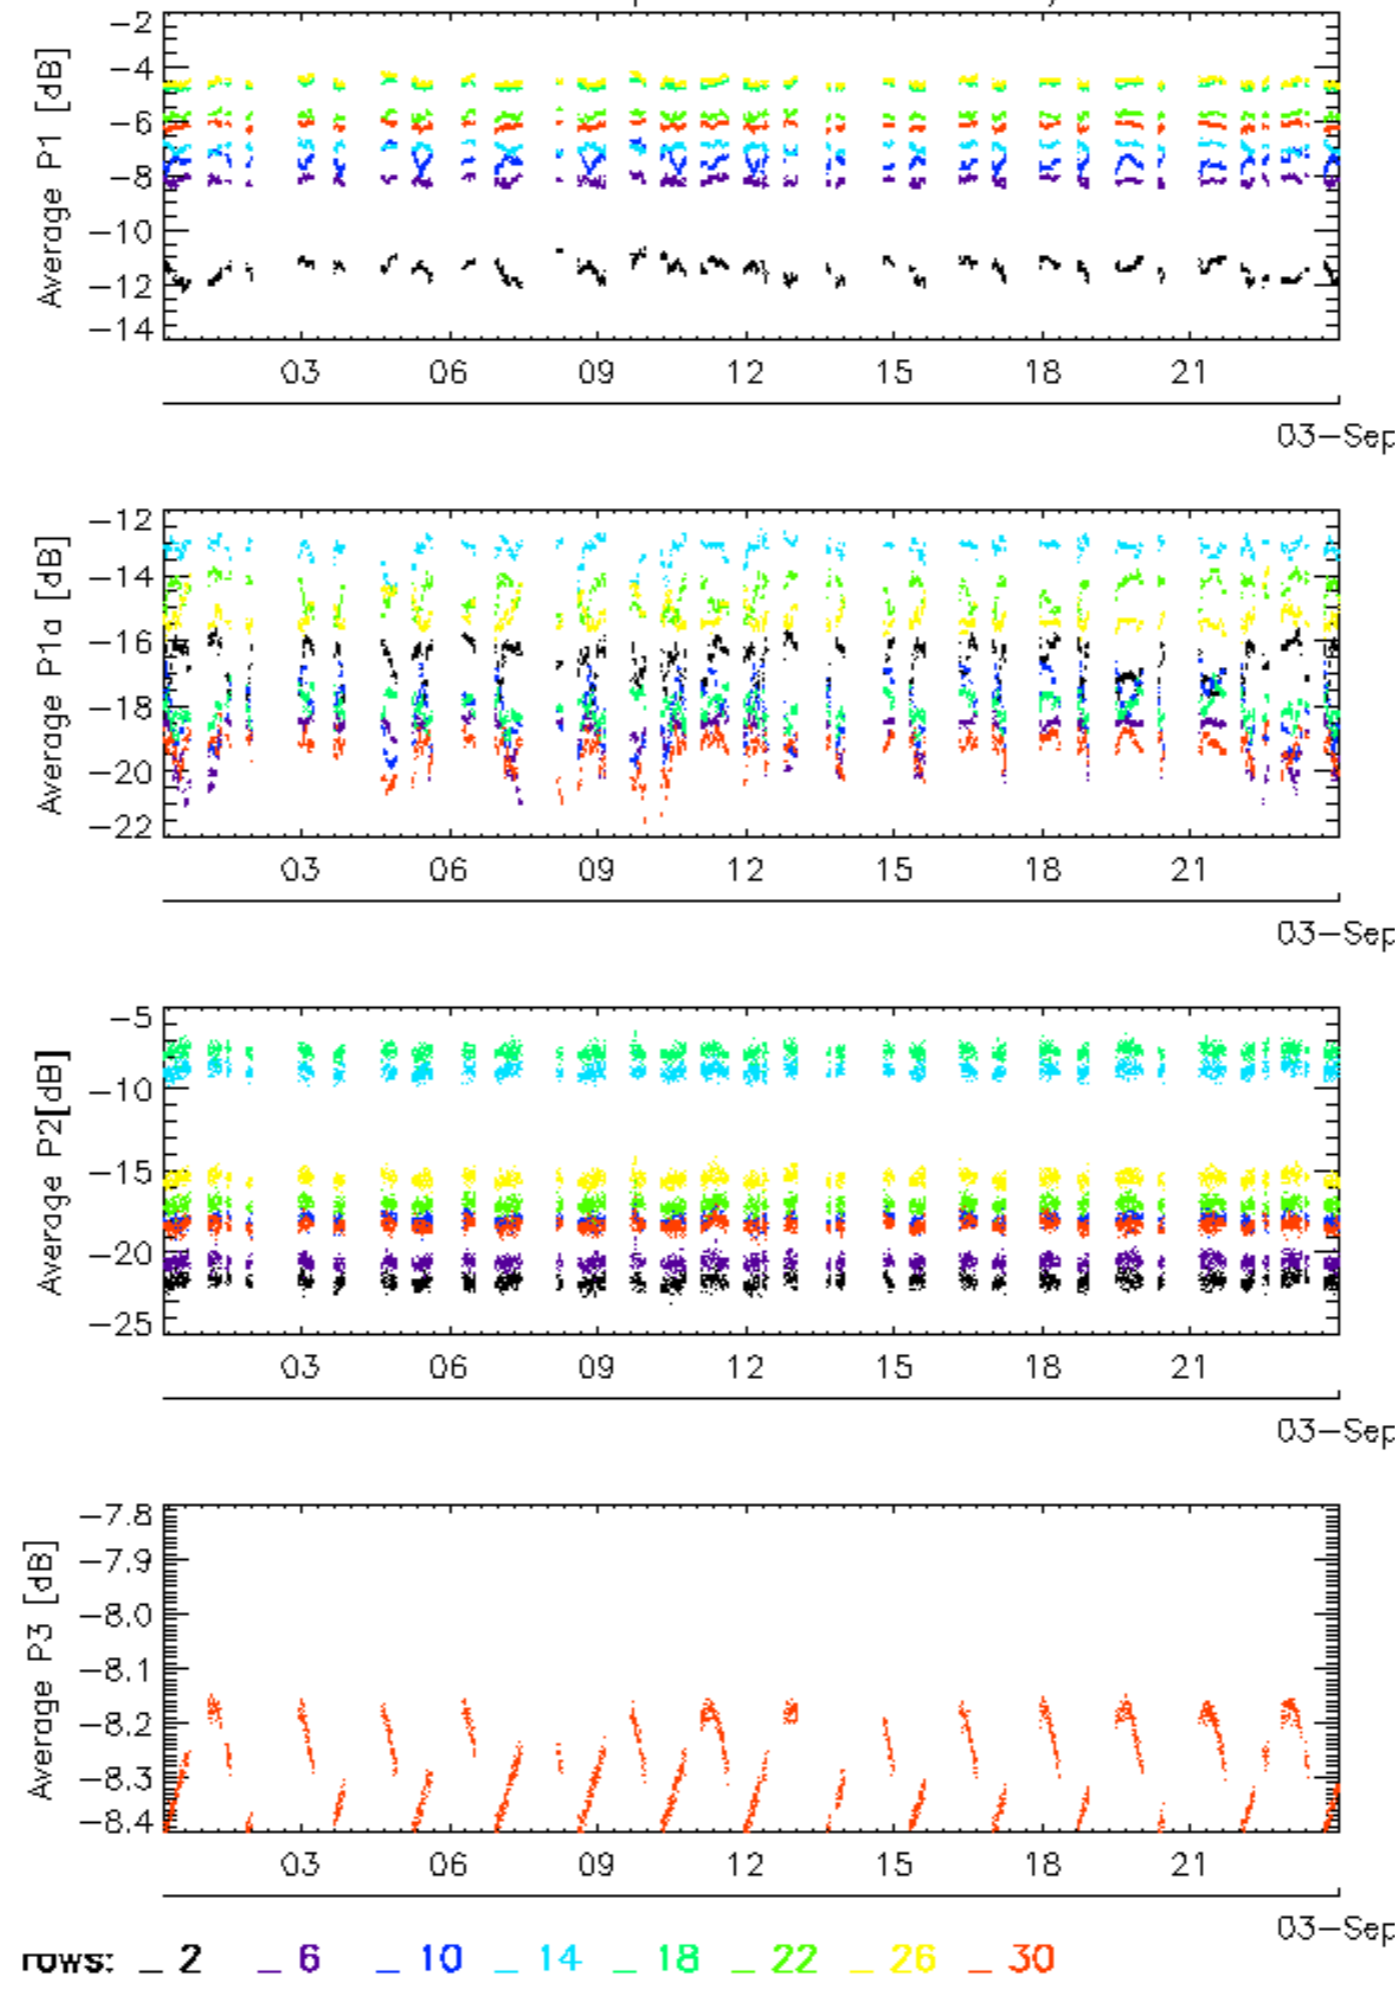 Average P1 [dB]
−2
−4
−6
−8
−10
−12
−14
03 06 09 12 15 18 21
03−Sep
Average P1a [dB]
−12
−14
−16
−18
−20
−22
03 06 09 12 15 18 21
03−Sep
Average P2[dB]
−5
−10
−15
−20
−25
03 06 09 12 15 18 21
03−Sep
Average P3 [dB]
−7.8
−7.9
−8.0
−8.1
−8.2
−8.3
−8.4
03 06 09 12 15 18 21
03−Sep
rows: _ 2 _ 6 _ 10 _ 14 _ 18 _ 22 _ 26 _ 30